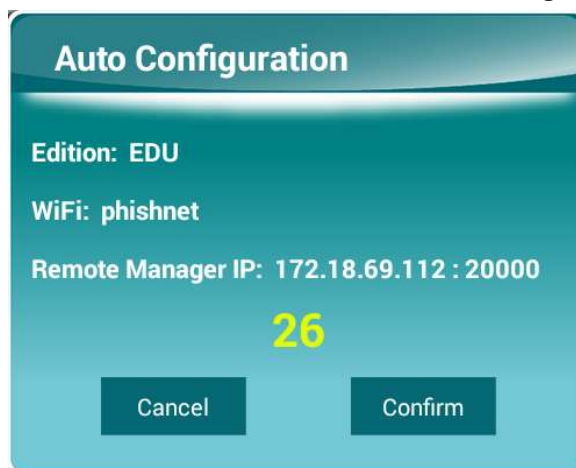 Auto Configuration
Edition: EDU
WiFi: phishnet
Remote Manager IP: 172.18.69.112 : 20000
26
Cancel Confirm